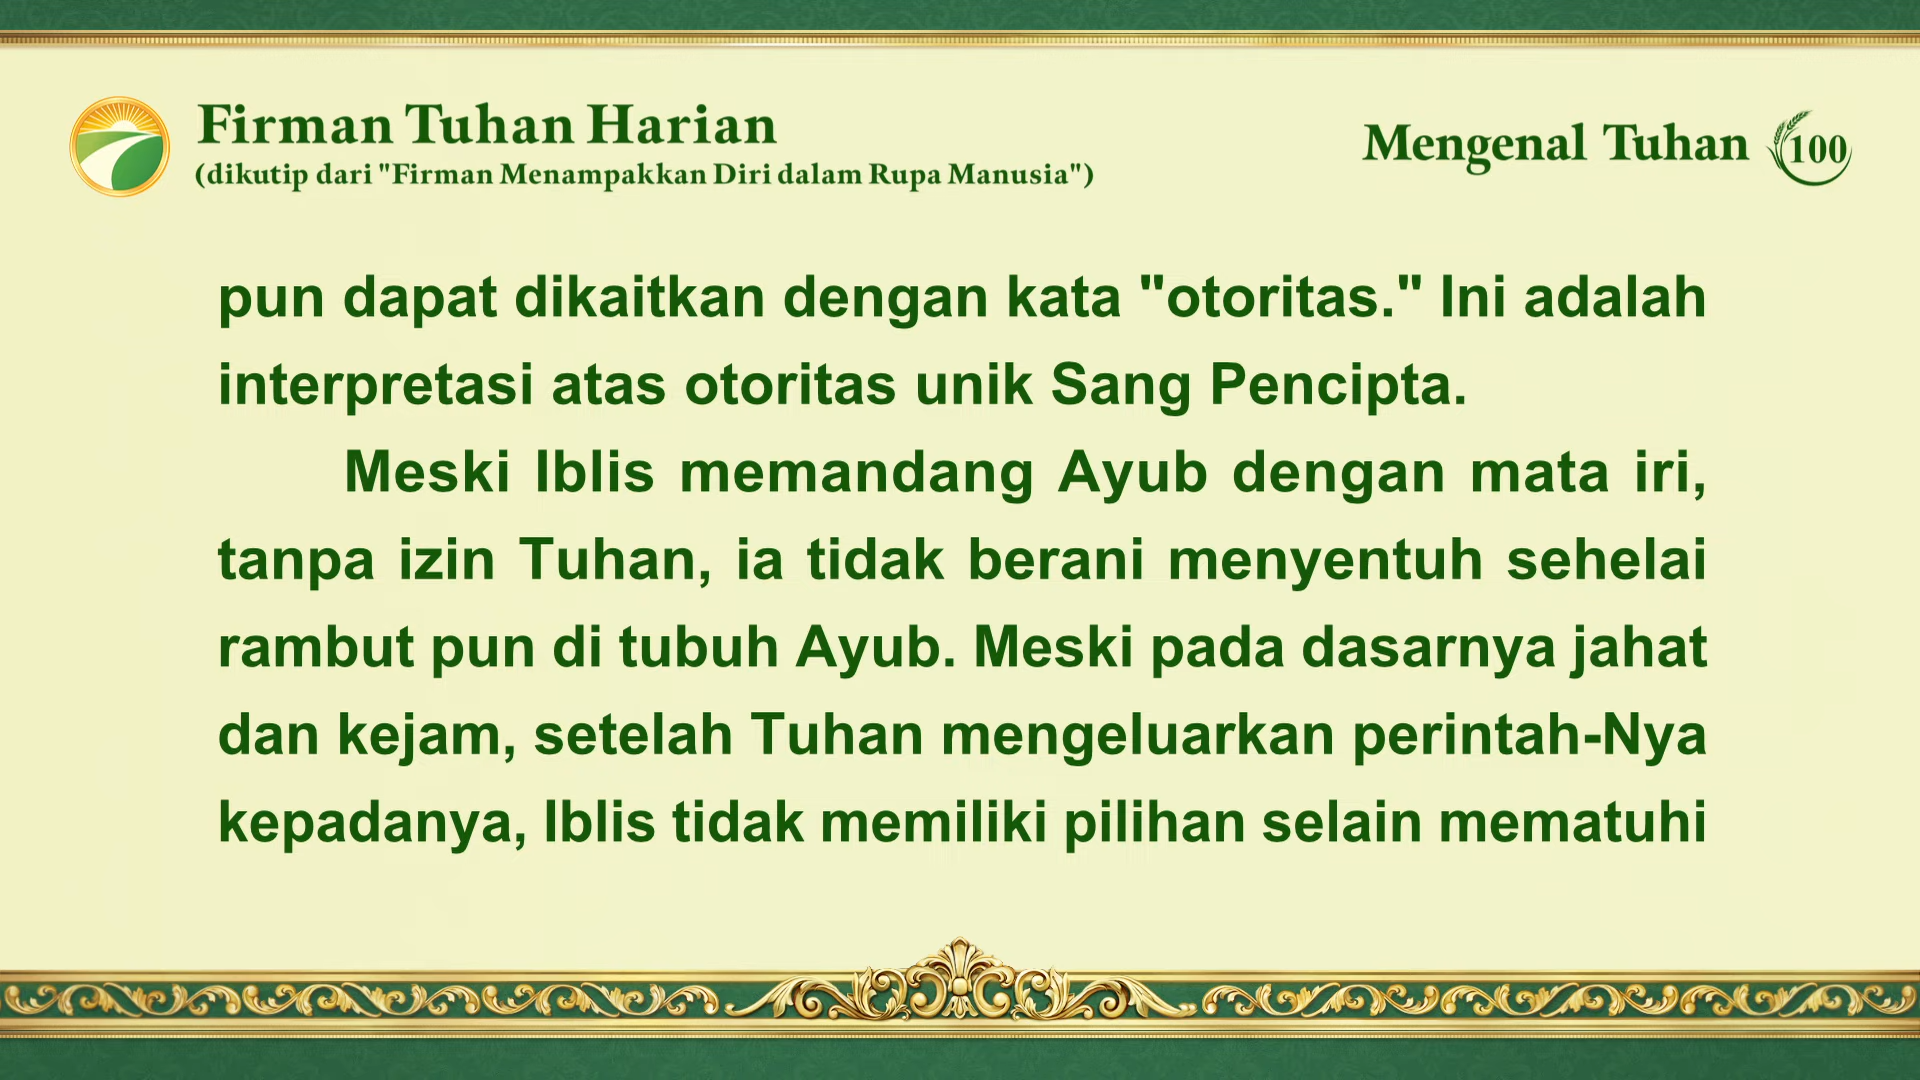 Firman Tuhan Harian
(dikutip dari "Firman Menampakkan Diri dalam Rupa Manusia")
Mengenal Tuhan 100
pun dapat dikaitkan dengan kata "otoritas." Ini adalah
interpretasi atas otoritas unik Sang Pencipta.
Meski Iblis memandang Ayub dengan mata iri,
tanpa izin Tuhan, ia tidak berani menyentuh sehelai
rambut pun di tubuh Ayub. Meski pada dasarnya jahat
dan kejam, setelah Tuhan mengeluarkan perintah-Nya
kepadanya, Iblis tidak memiliki pilihan selain mematuhi